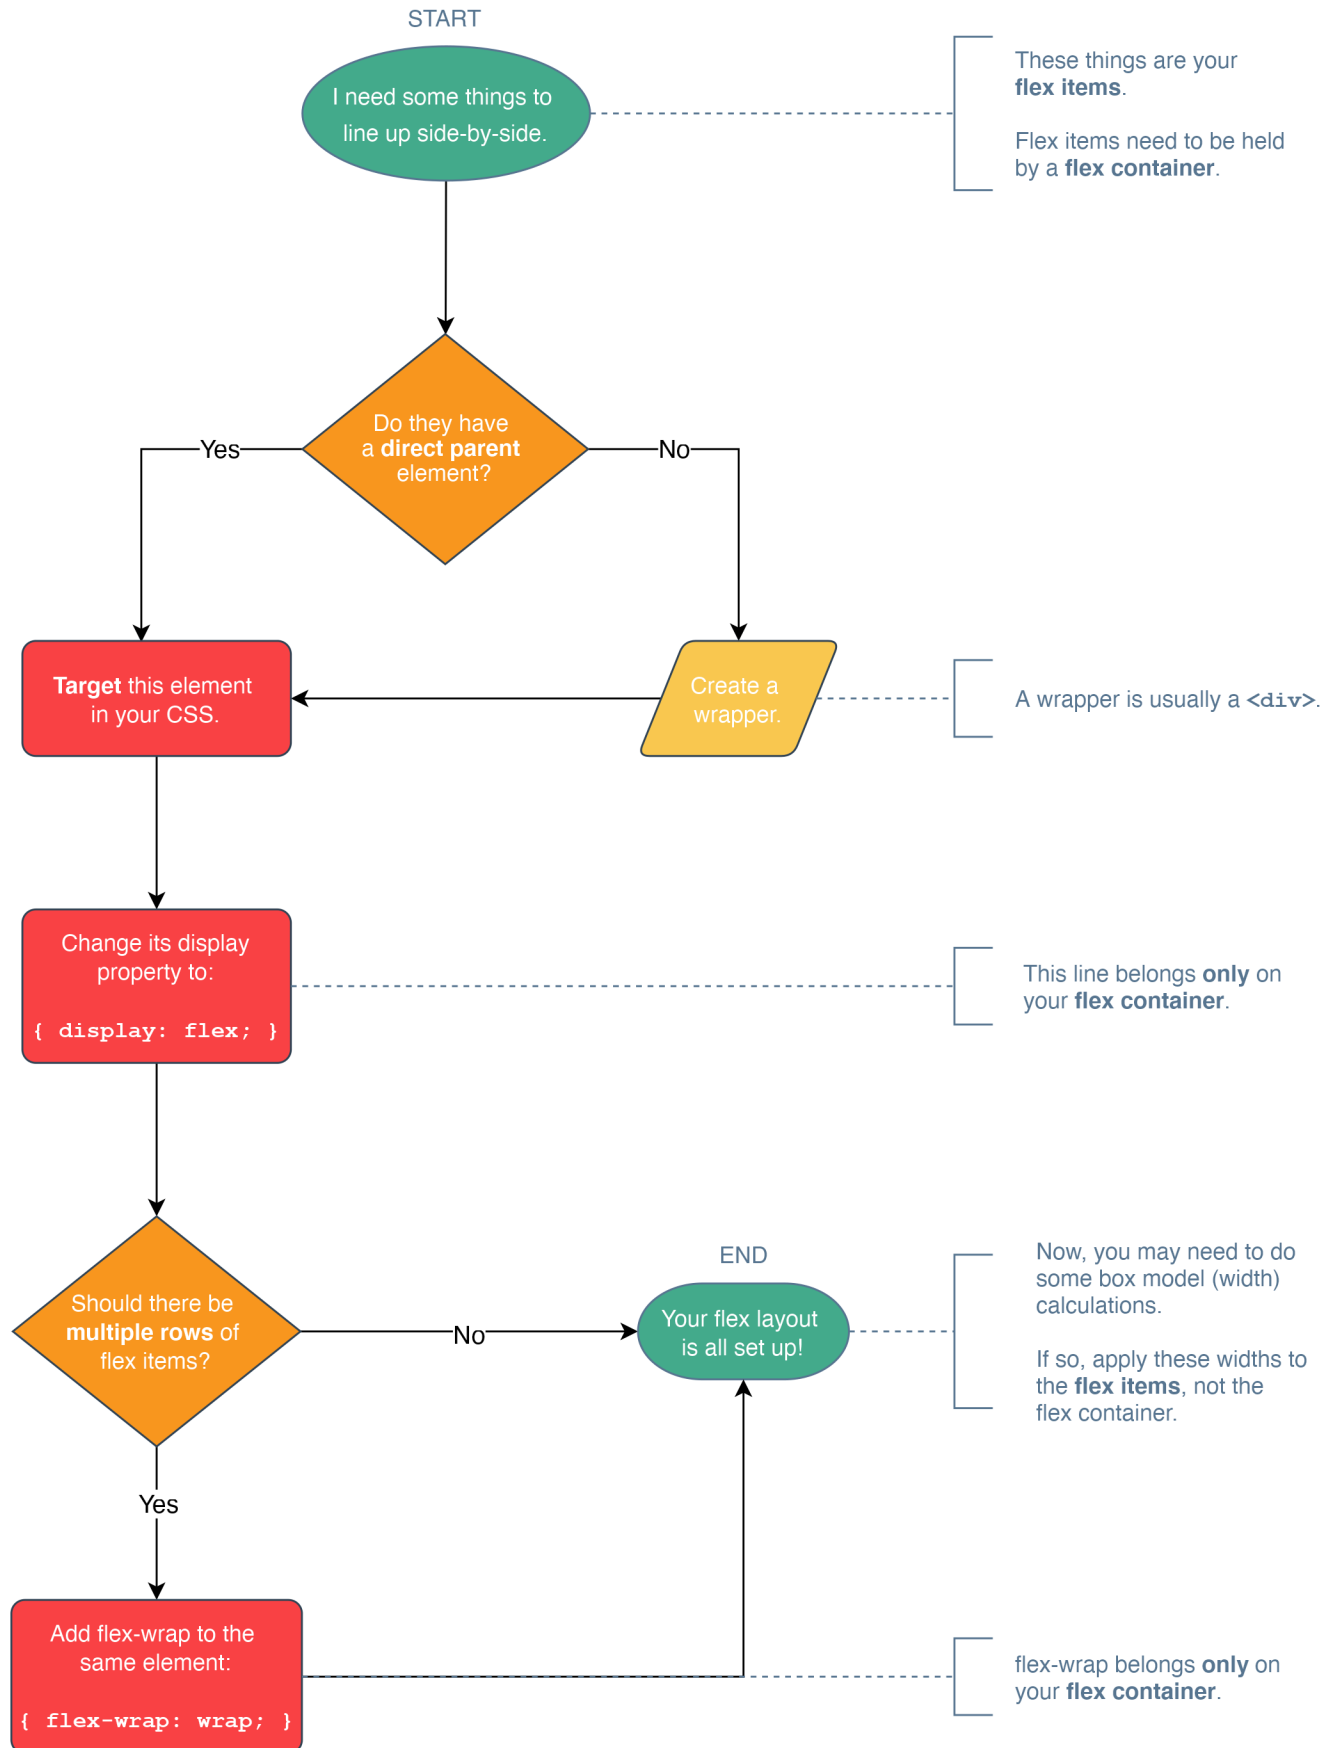 START
I need some things to
line up side-by-side.
These things are your
flex items.
Flex items need to be held
by a flex container.
Do they have
a direct parent
element?
Yes
No
Target this element
in your CSS.
Create a
wrapper.
A wrapper is usually a <div>.
Change its display
property to:
{ display: flex; }
This line belongs only on
your flex container.
Should there be
multiple rows of
flex items?
No
END
Your flex layout
is all set up!
Now, you may need to do
some box model (width)
calculations.
If so, apply these widths to
the flex items, not the
flex container.
Yes
Add flex-wrap to the
same element:
{ flex-wrap: wrap; }
flex-wrap belongs only on
your flex container.